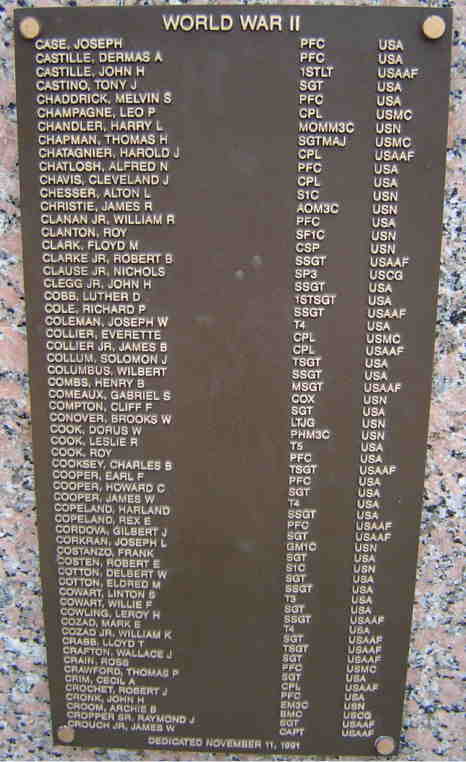 WORLD WAR II
CASE, JOSEPH PFC USA
CASTILLE, DERMAS A PFC USA
CASTILLE, JOHN H 1STLT USAAF
CASTINO, TONY J SGT USA
CHADDRICK, MELVIN S PFC USA
CHAMPAGNE, LEO P CPL USMC
CHANDLER, HARRY L MOMM3C USN
CHAPMAN, THOMAS H SGTMAJ USMC
CHATAGNIER, HAROLD J CPL USAAF
CHATLOSH, ALFRED N PFC USA
CHAVIS, CLEVELAND J CPL USA
CHESSER, ALTON L S1C USN
CHRISTIE, JAMES R AOM3C USN
CLANAN JR, WILLIAM R PFC USA
CLANTON, ROY SF1C USN
CLARK, FLOYD M CSP USN
CLARKE JR, ROBERT B SSGT USAAF
CLAUSE JR, NICHOLS SP3 USCG
CLEGG JR, JOHN H SSGT USA
COBB, LUTHER D 1STSGT USA
COLE, RICHARD P SSGT USAAF
COLEMAN, JOSEPH W T4 USA
COLLIER, EVERETTE CPL USMC
COLLIER JR, JAMES B CPL USAAF
COLLUM, SOLOMON J TSGT USA
COLUMBUS, WILBERT SSGT USA
COMBS, HENRY B MSGT USAAF
COMEAUX, GABRIEL S COX USN
COMPTON, CLIFF F SGT USA
CONOVER, BROOKS W LTJG USN
COOK, DORUS W PHM3C USN
COOK, LESLIE R T5 USA
COOK, ROY PFC USA
COOKSEY, CHARLES B TSGT USAAF
COOPER, EARL F PFC USA
COOPER, HOWARD C SGT USA
COOPER, JAMES W T4 USA
COPELAND, HARLAND SSGT USA
COPELAND, REX E PFC USAAF
CORDOVA, GILBERT J SGT USAAF
CORKRAN, JOSEPH L GM1C USN
COSTANZO, FRANK SGT USA
COSTEN, ROBERT E S1C USN
COTTON, DELBERT W SGT USA
COTTON, ELDRED M SSGT USA
COWART, LINTON S T3 USA
COWART, WILLIE F SGT USA
COWLING, LEROY H SSGT USAAF
COZAD, MARK E T4 USA
COZAD JR, WILLIAM K SGT USAAF
CRABB, LLOYD T TSGT USAAF
CRAFTON, WALLACE J SGT USAAF
CRAIN, ROSS PFC USMC
CRAWFORD, THOMAS P SGT USA
CRIM, CECIL A CPL USAAF
CROCHET, ROBERT J PFC USA
CRONK, JOHN H EM3C USN
CROOM, ARCHIE B BMC USCG
CROPPER SR, RAYMOND J SGT USAAF
CROUCH JR, JAMES W CAPT USAAF
DEDICATED NOVEMBER 11, 1991